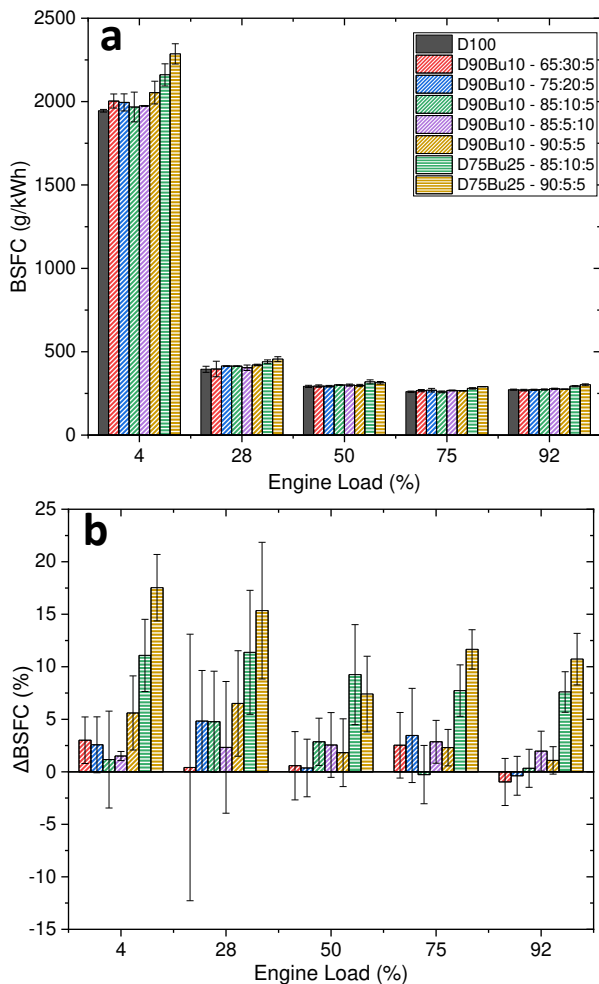 a
2500
2000
1500
1000
500
0
BSFC (g/kWh)
D100
D90Bu10 - 65:30:5
D90Bu10 - 75:20:5
D90Bu10 - 85:10:5
D90Bu10 - 85:5:10
D90Bu10 - 90:5:5
D75Bu25 - 85:10:5
D75Bu25 - 90:5:5
4 28 50 75 92
Engine Load (%)
b
25
20
15
10
5
0
-5
-10
-15
ΔBSFC (%)
4 28 50 75 92
Engine Load (%)